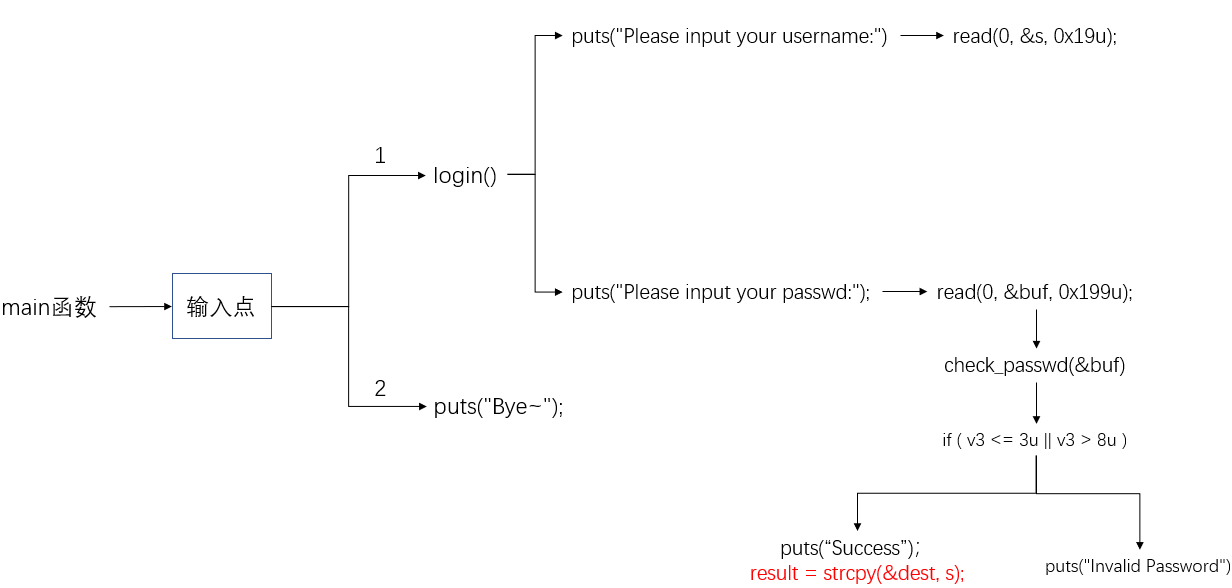 puts("Please input your username:")
read(0, &s, 0x19u);
1
login()
main函数
输入点
puts("Please input your passwd:");
read(0, &buf, 0x199u);
check_passwd(&buf)
2
puts("Bye~");
if ( v3 <= 3u || v3 > 8u )
puts(“Success”);
result = strcpy(&dest, s);
puts("Invalid Password")